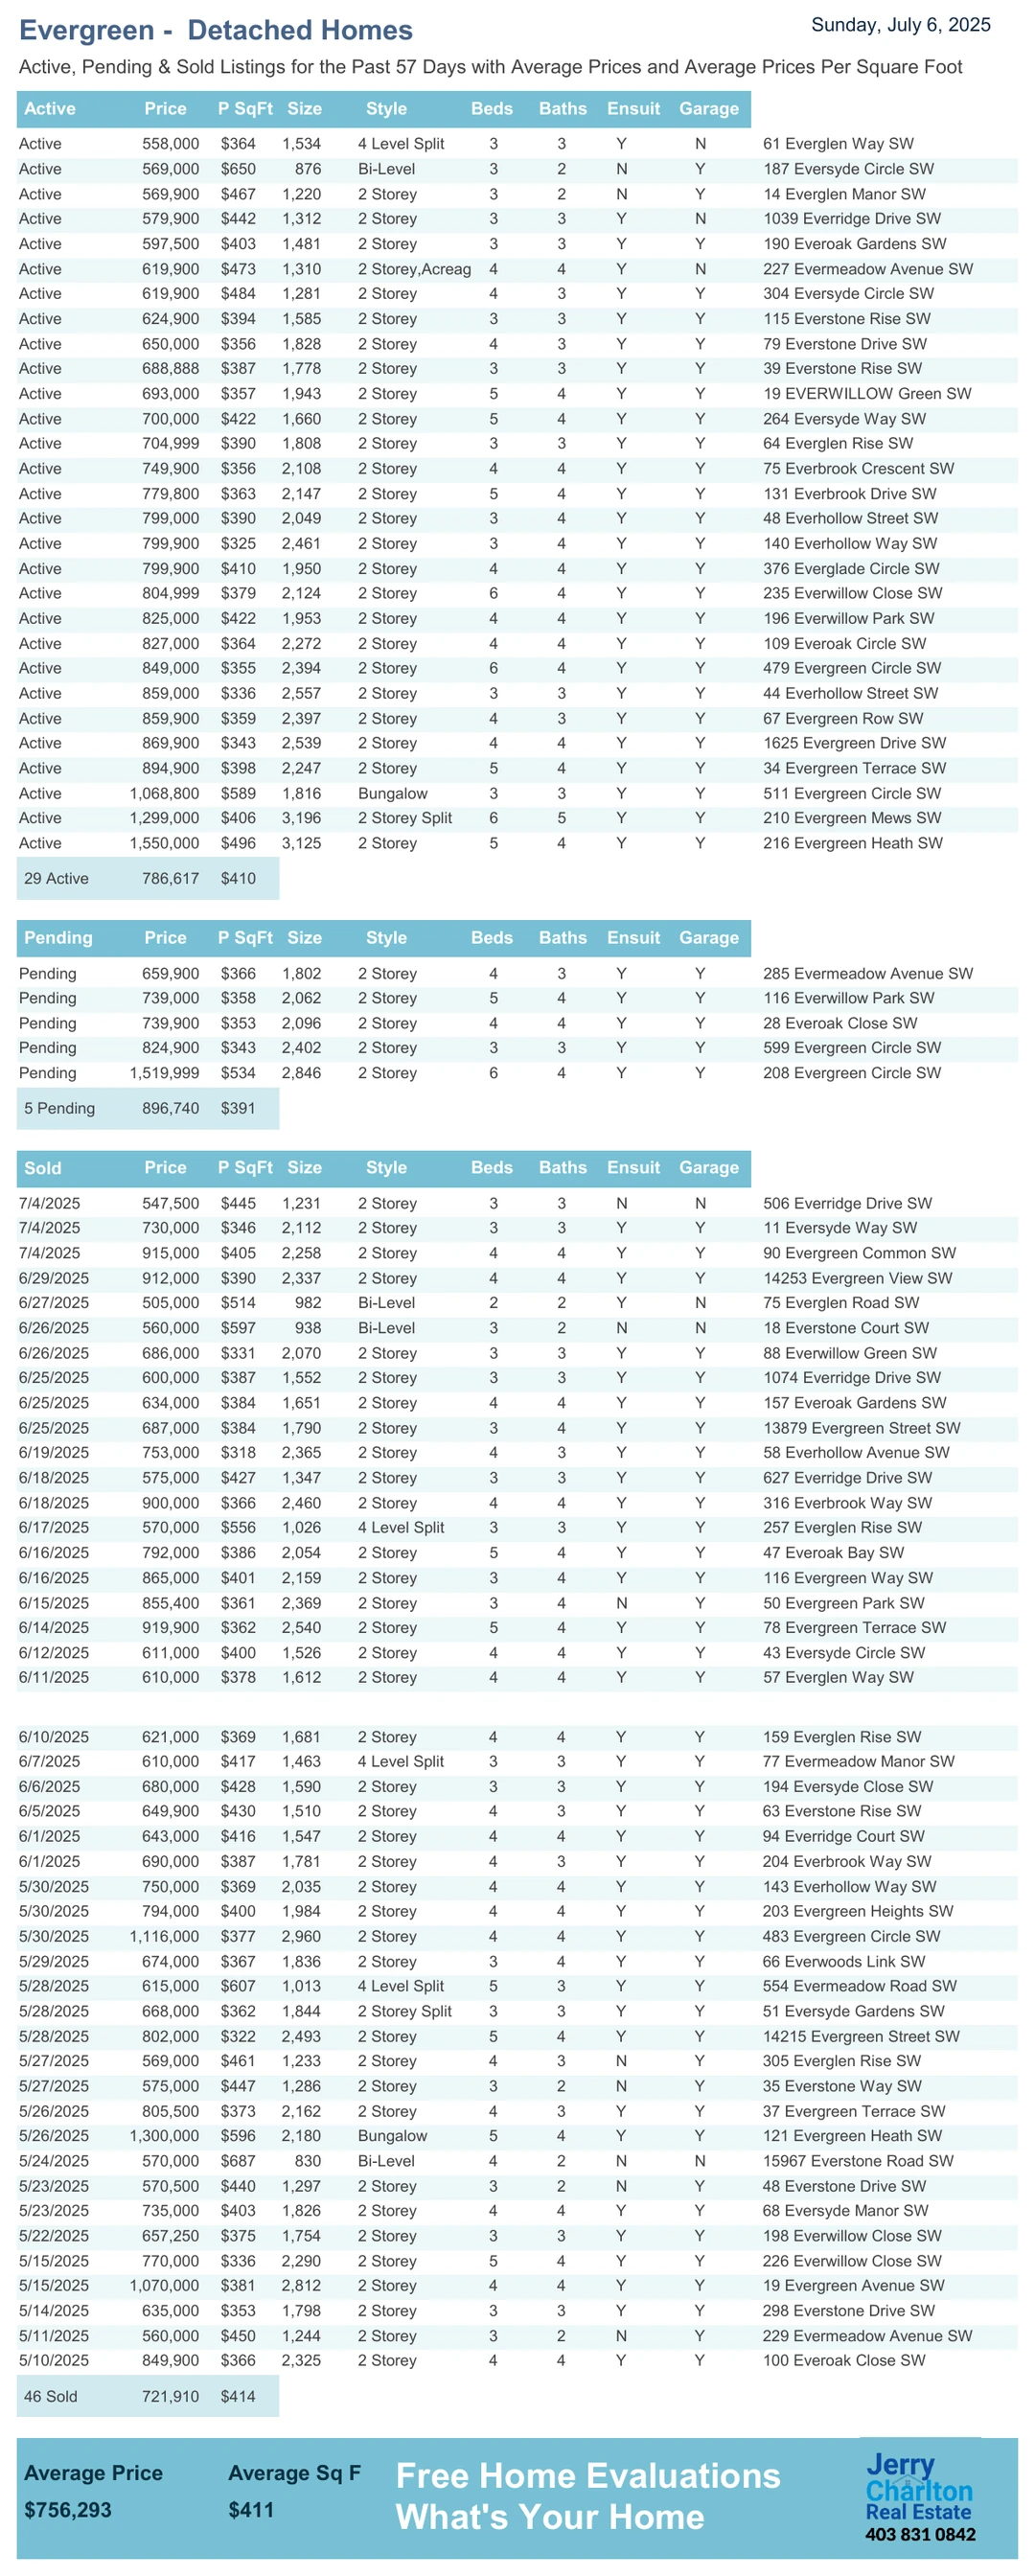 Evergreen - Detached Homes
Sunday, July 6, 2025
Active, Pending & Sold Listings for the Past 57 Days with Average Prices and Average Prices Per Square Foot
Active Price P SqFt Size Style Beds Baths Ensuit Garage
Active 558,000 $364 1,534 4 Level Split 3 3 Y N 61 Everglen Way SW
Active 569,000 $650 876 Bi-Level 3 2 N Y 187 Eversyde Circle SW
Active 569,900 $467 1,220 2 Storey 3 2 N Y 14 Everglen Manor SW
Active 579,900 $442 1,312 2 Storey 3 3 Y N 1039 Everridge Drive SW
Active 597,500 $403 1,481 2 Storey 3 3 Y Y 190 Everoak Gardens SW
Active 619,900 $473 1,310 2 Storey,Acreag 4 4 Y N 227 Evermeadow Avenue SW
Active 619,900 $484 1,281 2 Storey 4 3 Y Y 304 Eversyde Circle SW
Active 624,900 $394 1,585 2 Storey 3 3 Y Y 115 Everstone Rise SW
Active 650,000 $356 1,828 2 Storey 4 3 Y Y 79 Everstone Drive SW
Active 688,888 $387 1,778 2 Storey 3 3 Y Y 39 Everstone Rise SW
Active 693,000 $357 1,943 2 Storey 5 4 Y Y 19 EVERWILLOW Green SW
Active 700,000 $422 1,660 2 Storey 5 4 Y Y 264 Eversyde Way SW
Active 704,999 $390 1,808 2 Storey 3 3 Y Y 64 Everglen Rise SW
Active 749,900 $356 2,108 2 Storey 4 4 Y Y 75 Everbrook Crescent SW
Active 779,800 $363 2,147 2 Storey 5 4 Y Y 131 Everbrook Drive SW
Active 799,000 $390 2,049 2 Storey 3 4 Y Y 48 Everhollow Street SW
Active 799,900 $325 2,461 2 Storey 3 4 Y Y 140 Everhollow Way SW
Active 799,900 $410 1,950 2 Storey 4 4 Y Y 376 Everglade Circle SW
Active 804,999 $379 2,124 2 Storey 6 4 Y Y 235 Everwillow Close SW
Active 825,000 $422 1,953 2 Storey 4 4 Y Y 196 Everwillow Park SW
Active 827,000 $364 2,272 2 Storey 4 4 Y Y 109 Everoak Circle SW
Active 849,000 $355 2,394 2 Storey 6 4 Y Y 479 Evergreen Circle SW
Active 859,000 $336 2,557 2 Storey 3 3 Y Y 44 Everhollow Street SW
Active 859,900 $359 2,397 2 Storey 4 3 Y Y 67 Evergreen Row SW
Active 869,900 $343 2,539 2 Storey 4 4 Y Y 1625 Evergreen Drive SW
Active 894,900 $398 2,247 2 Storey 5 4 Y Y 34 Evergreen Terrace SW
Active 1,068,800 $589 1,816 Bungalow 3 3 Y Y 511 Evergreen Circle SW
Active 1,299,000 $406 3,196 2 Storey Split 6 5 Y Y 210 Evergreen Mews SW
Active 1,550,000 $496 3,125 2 Storey 5 4 Y Y 216 Evergreen Heath SW
29 Active 786,617 $410
Pending Price P SqFt Size Style Beds Baths Ensuit Garage
Pending 659,900 $366 1,802 2 Storey 4 3 Y Y 285 Evermeadow Avenue SW
Pending 739,000 $358 2,062 2 Storey 5 4 Y Y 116 Everwillow Park SW
Pending 739,900 $353 2,096 2 Storey 4 4 Y Y 28 Everoak Close SW
Pending 824,900 $343 2,402 2 Storey 3 3 Y Y 599 Evergreen Circle SW
Pending 1,519,999 $534 2,846 2 Storey 6 4 Y Y 208 Evergreen Circle SW
5 Pending 896,740 $391
Sold Price P SqFt Size Style Beds Baths Ensuit Garage
7/4/2025 547,500 $445 1,231 2 Storey 3 3 N N 506 Everridge Drive SW
7/4/2025 730,000 $346 2,112 2 Storey 3 3 Y Y 11 Eversyde Way SW
7/4/2025 915,000 $405 2,258 2 Storey 4 4 Y Y 90 Evergreen Common SW
6/29/2025 912,000 $390 2,337 2 Storey 4 4 Y Y 14253 Evergreen View SW
6/27/2025 505,000 $514 982 Bi-Level 2 2 Y N 75 Everglen Road SW
6/26/2025 560,000 $597 938 Bi-Level 3 2 N N 18 Everstone Court SW
6/26/2025 686,000 $331 2,070 2 Storey 3 3 Y Y 88 Everwillow Green SW
6/25/2025 600,000 $387 1,552 2 Storey 3 3 Y Y 1074 Everridge Drive SW
6/25/2025 634,000 $384 1,651 2 Storey 4 4 Y Y 157 Everoak Gardens SW
6/25/2025 687,000 $384 1,790 2 Storey 3 4 Y Y 13879 Evergreen Street SW
6/19/2025 753,000 $318 2,365 2 Storey 4 3 Y Y 58 Everhollow Avenue SW
6/18/2025 575,000 $427 1,347 2 Storey 3 3 Y Y 627 Everridge Drive SW
6/18/2025 900,000 $366 2,460 2 Storey 4 4 Y Y 316 Everbrook Way SW
6/17/2025 570,000 $556 1,026 4 Level Split 3 3 Y Y 257 Everglen Rise SW
6/16/2025 792,000 $386 2,054 2 Storey 5 4 Y Y 47 Everoak Bay SW
6/16/2025 865,000 $401 2,159 2 Storey 3 4 Y Y 116 Evergreen Way SW
6/15/2025 855,400 $361 2,369 2 Storey 3 4 N Y 50 Evergreen Park SW
6/14/2025 919,900 $362 2,540 2 Storey 5 4 Y Y 78 Evergreen Terrace SW
6/12/2025 611,000 $400 1,526 2 Storey 4 4 Y Y 43 Eversyde Circle SW
6/11/2025 610,000 $378 1,612 2 Storey 4 4 Y Y 57 Everglen Way SW
6/10/2025 621,000 $369 1,681 2 Storey 4 4 Y Y 159 Everglen Rise SW
6/7/2025 610,000 $417 1,463 4 Level Split 3 3 Y Y 77 Evermeadow Manor SW
6/6/2025 680,000 $428 1,590 2 Storey 3 3 Y Y 194 Eversyde Close SW
6/5/2025 649,900 $430 1,510 2 Storey 4 3 Y Y 63 Everstone Rise SW
6/1/2025 643,000 $416 1,547 2 Storey 4 4 Y Y 94 Everridge Court SW
6/1/2025 690,000 $387 1,781 2 Storey 4 3 Y Y 204 Everbrook Way SW
5/30/2025 750,000 $369 2,035 2 Storey 4 4 Y Y 143 Everhollow Way SW
5/30/2025 794,000 $400 1,984 2 Storey 4 4 Y Y 203 Evergreen Heights SW
5/30/2025 1,116,000 $377 2,960 2 Storey 4 4 Y Y 483 Evergreen Circle SW
5/29/2025 674,000 $367 1,836 2 Storey 3 4 Y Y 66 Everwoods Link SW
5/28/2025 615,000 $607 1,013 4 Level Split 5 3 Y Y 554 Evermeadow Road SW
5/28/2025 668,000 $362 1,844 2 Storey Split 3 3 Y Y 51 Eversyde Gardens SW
5/28/2025 802,000 $322 2,493 2 Storey 5 4 Y Y 14215 Evergreen Street SW
5/27/2025 569,000 $461 1,233 2 Storey 4 3 N Y 305 Everglen Rise SW
5/27/2025 575,000 $447 1,286 2 Storey 3 2 N Y 35 Everstone Way SW
5/26/2025 805,500 $373 2,162 2 Storey 4 3 Y Y 37 Evergreen Terrace SW
5/26/2025 1,300,000 $596 2,180 Bungalow 5 4 Y Y 121 Evergreen Heath SW
5/24/2025 570,000 $687 830 Bi-Level 4 2 N N 15967 Everstone Road SW
5/23/2025 570,500 $440 1,297 2 Storey 3 2 N Y 48 Everstone Drive SW
5/23/2025 735,000 $403 1,826 2 Storey 4 4 Y Y 68 Eversyde Manor SW
5/22/2025 657,250 $375 1,754 2 Storey 3 3 Y Y 198 Everwillow Close SW
5/15/2025 770,000 $336 2,290 2 Storey 5 4 Y Y 226 Everwillow Close SW
5/15/2025 1,070,000 $381 2,812 2 Storey 4 4 Y Y 19 Evergreen Avenue SW
5/14/2025 635,000 $353 1,798 2 Storey 3 3 Y Y 298 Everstone Drive SW
5/11/2025 560,000 $450 1,244 2 Storey 3 2 N Y 229 Evermeadow Avenue SW
5/10/2025 849,900 $366 2,325 2 Storey 4 4 Y Y 100 Everoak Close SW
46 Sold 721,910 $414
Average Price Average Sq F
$756,293 $411
Free Home Evaluations
What's Your Home
Jerry
Charlton
Real Estate
403 831 0842